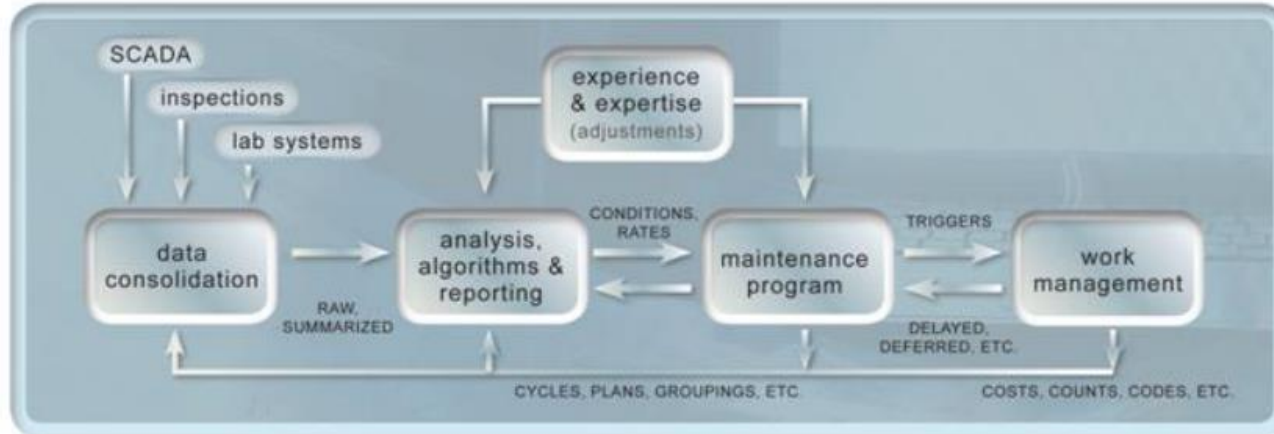 SCADA
inspections
lab systems
experience
& expertise
(adjustments)
data
consolidation
RAW,
SUMMARIZED
analysis,
algorithms &
reporting
CONDITIONS,
RATES
maintenance
program
TRIGGERS
DELAYED,
DEFERRED, ETC.
work
management
CYCLES, PLANS, GROUPINGS, ETC
COSTS, COUNTS, CODES, ETC.